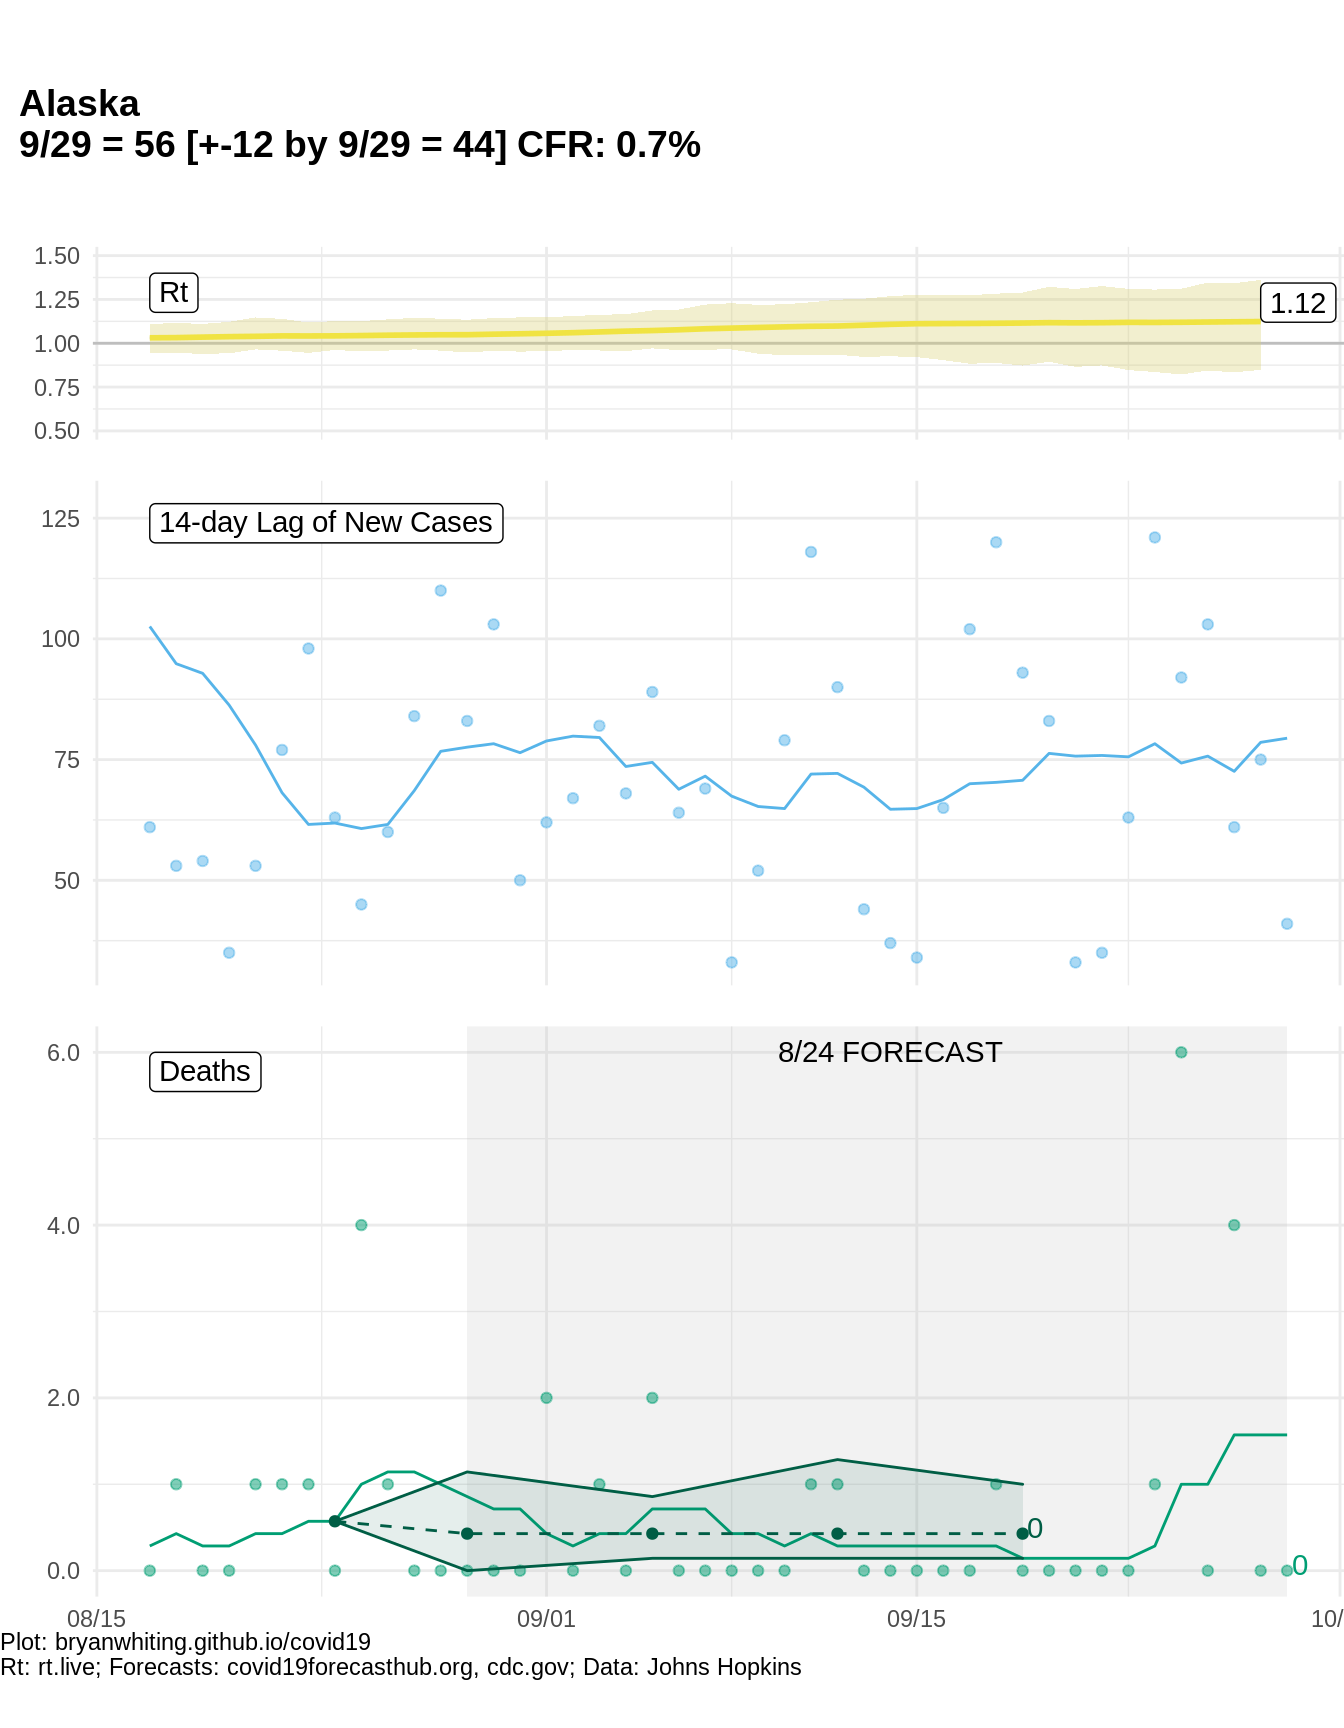 Alaska
9/29 = 56 [+-12 by 9/29 = 44] CFR: 0.7%
1.50
1.25
1.00
0.75
0.50
Rt
1.12
125
100
75
50
14-day Lag of New Cases
6.0
4.0
2.0
0.0
Deaths
8/24 FORECAST
0
0
08/15
09/01
09/15
10/
Plot: bryanwhiting.github.io/covid19
Rt: rt.live; Forecasts: covid19forecasthub.org, cdc.gov; Data: Johns Hopkins